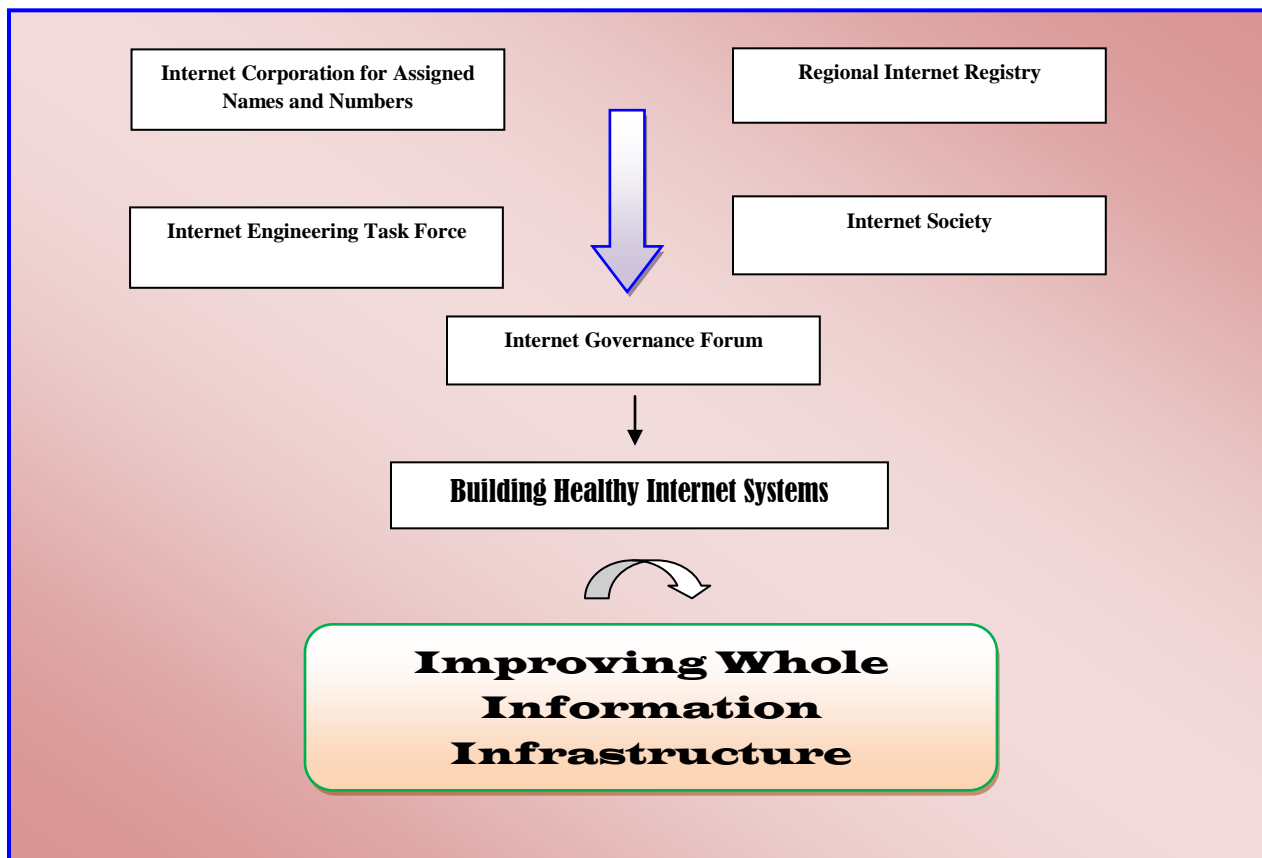 Internet Corporation for Assigned
Names and Numbers
Regional Internet Registry
Internet Engineering Task Force
Internet Society
Internet Governance Forum
Building Healthy Internet Systems
Improving Whole
Information
Infrastructure